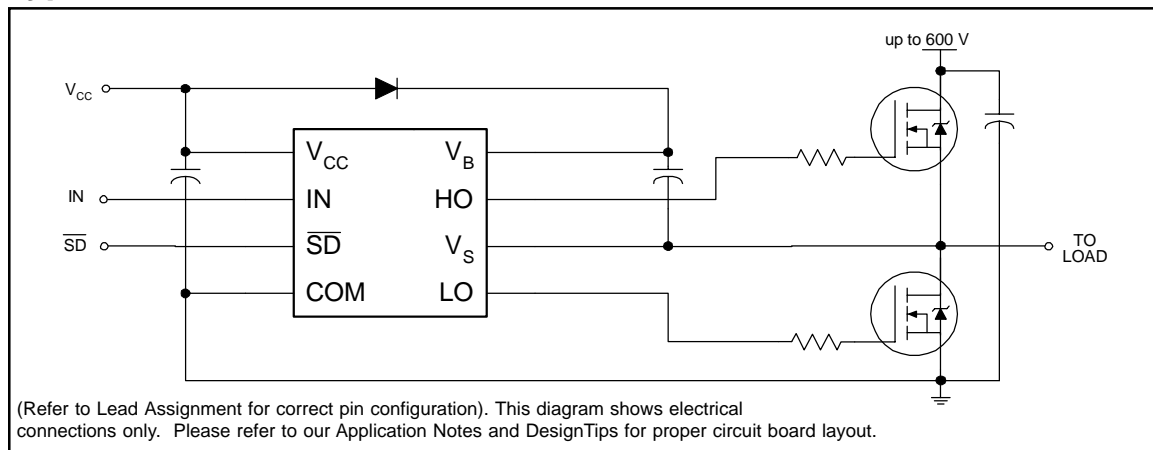 up to 600 V
VCC
VCC
VB
IN
IN
HO
SD
SD
VS
TO
LOAD
COM
LO
(Refer to Lead Assignment for correct pin configuration). This diagram shows electrical
connections only. Please refer to our Application Notes and DesignTips for proper circuit board layout.